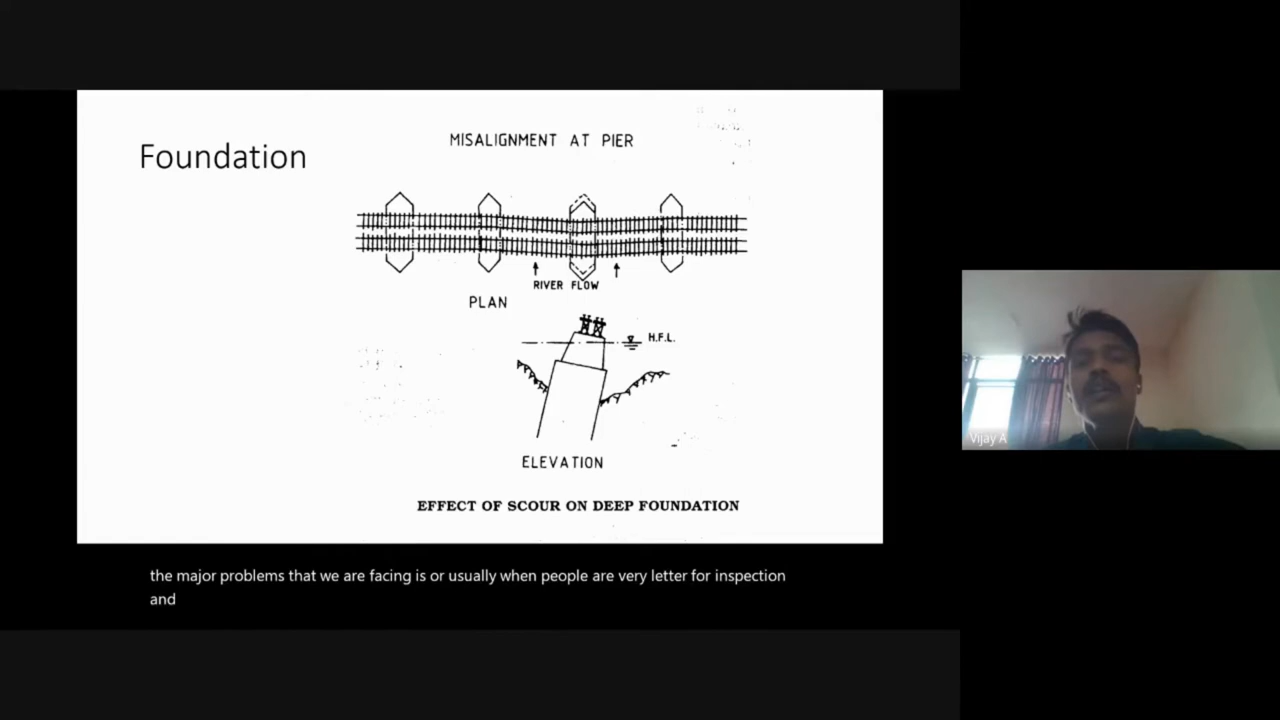 Foundation
MISALIGNMENT AT PIER
RIVER FLOW
PLAN
H.F.L.
ELEVATION
EFFECT OF SCOUR ON DEEP FOUNDATION
Vijay A
the major problems that we are facing is or usually when people are very letter for inspection
and